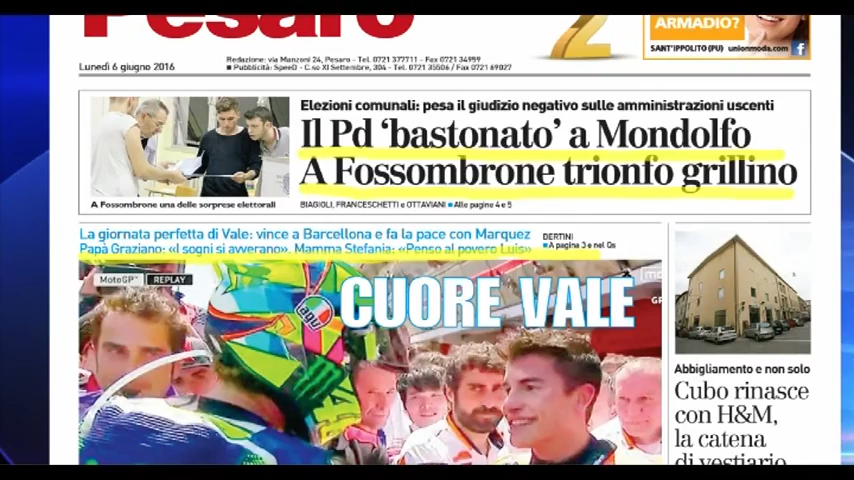 Pesaro
2
ARMADIO?
SANT'IPPOLITO (PU) unionmoda.com
Lunedì 6 giugno 2016
Redazione: via Manzoni 24, Pesaro - Tel. 0721 377711 - Fax 0721 34959
Pubblicità: SpeeD - C.so XI Settembre, 304 - Tel. 0721 35506 / Fax 0721 69027
Elezioni comunali: pesa il giudizio negativo sulle amministrazioni uscenti
Il Pd ‘bastonato’ a Mondolfo
A Fossombrone trionfo grillino
A Fossombrone una delle sorprese elettorali
BIAGIOLI, FRANCESCHETTI e OTTAVIANI Alle pagine 4 e 5
La giornata perfetta di Vale: vince a Barcellona e fa la pace con Marquez
Papà Graziano: «I sogni si avverano». Mamma Stefania: «Penso al povero Luis»
DERTINI
A pagina 3 e nel Qs
MotoGP REPLAY
agv
CUORE VALE
Abbigliamento e non solo
Cubo rinasce
con H&M,
la catena
di vestiario